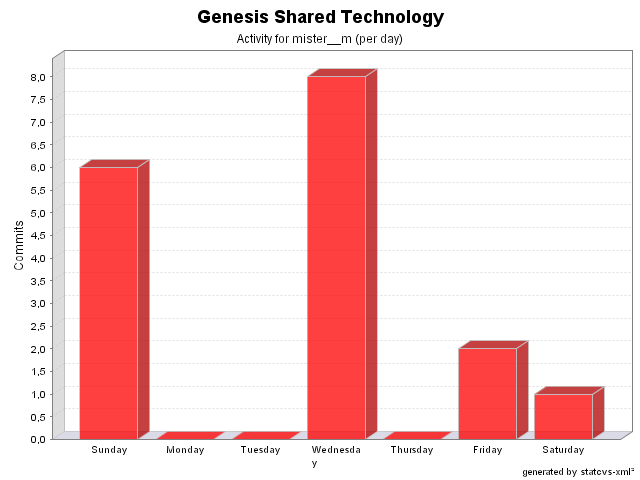 Genesis Shared Technology
Activity for mister__m (per day)
Commits
8,0
7,5
7,0
6,5
6,0
5,5
5,0
4,5
4,0
3,5
3,0
2,5
2,0
1,5
1,0
0,5
0,0
Sunday Monday Tuesday Wednesda Thursday Friday Saturday
y
generated by statcvs-xml²